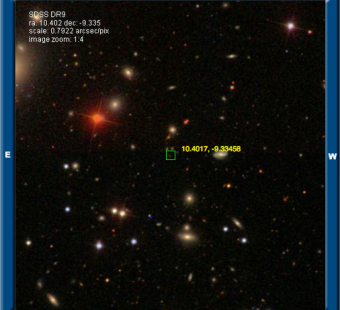 SDSS DR9
ra: 10.402 dec: -9.335
scale: 0.7922 arcsec/pix
image zoom: 1:4
10.4017, -9.33458
E
W